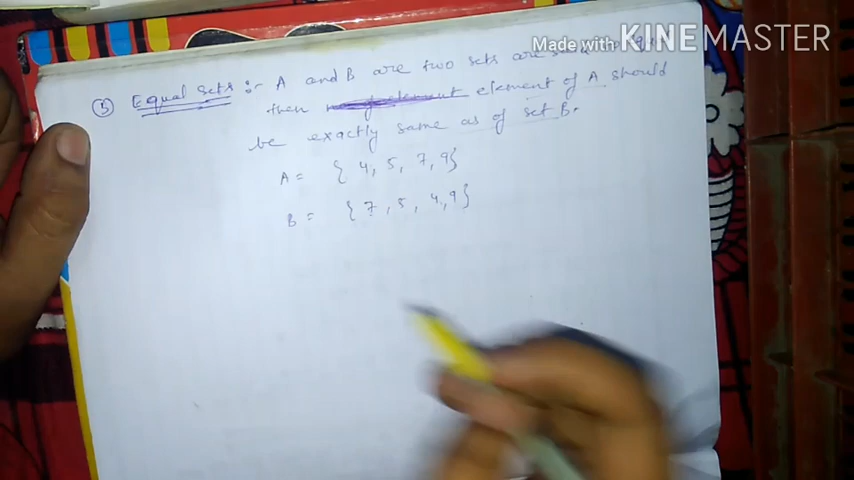 Made with KINEMASTER
(5) Equal Sets :- A and B are two sets are
then element of A should
be exactly same as of set B.
A = { 4, 5, 7, 9}
B = { 7, 5, 4, 9}